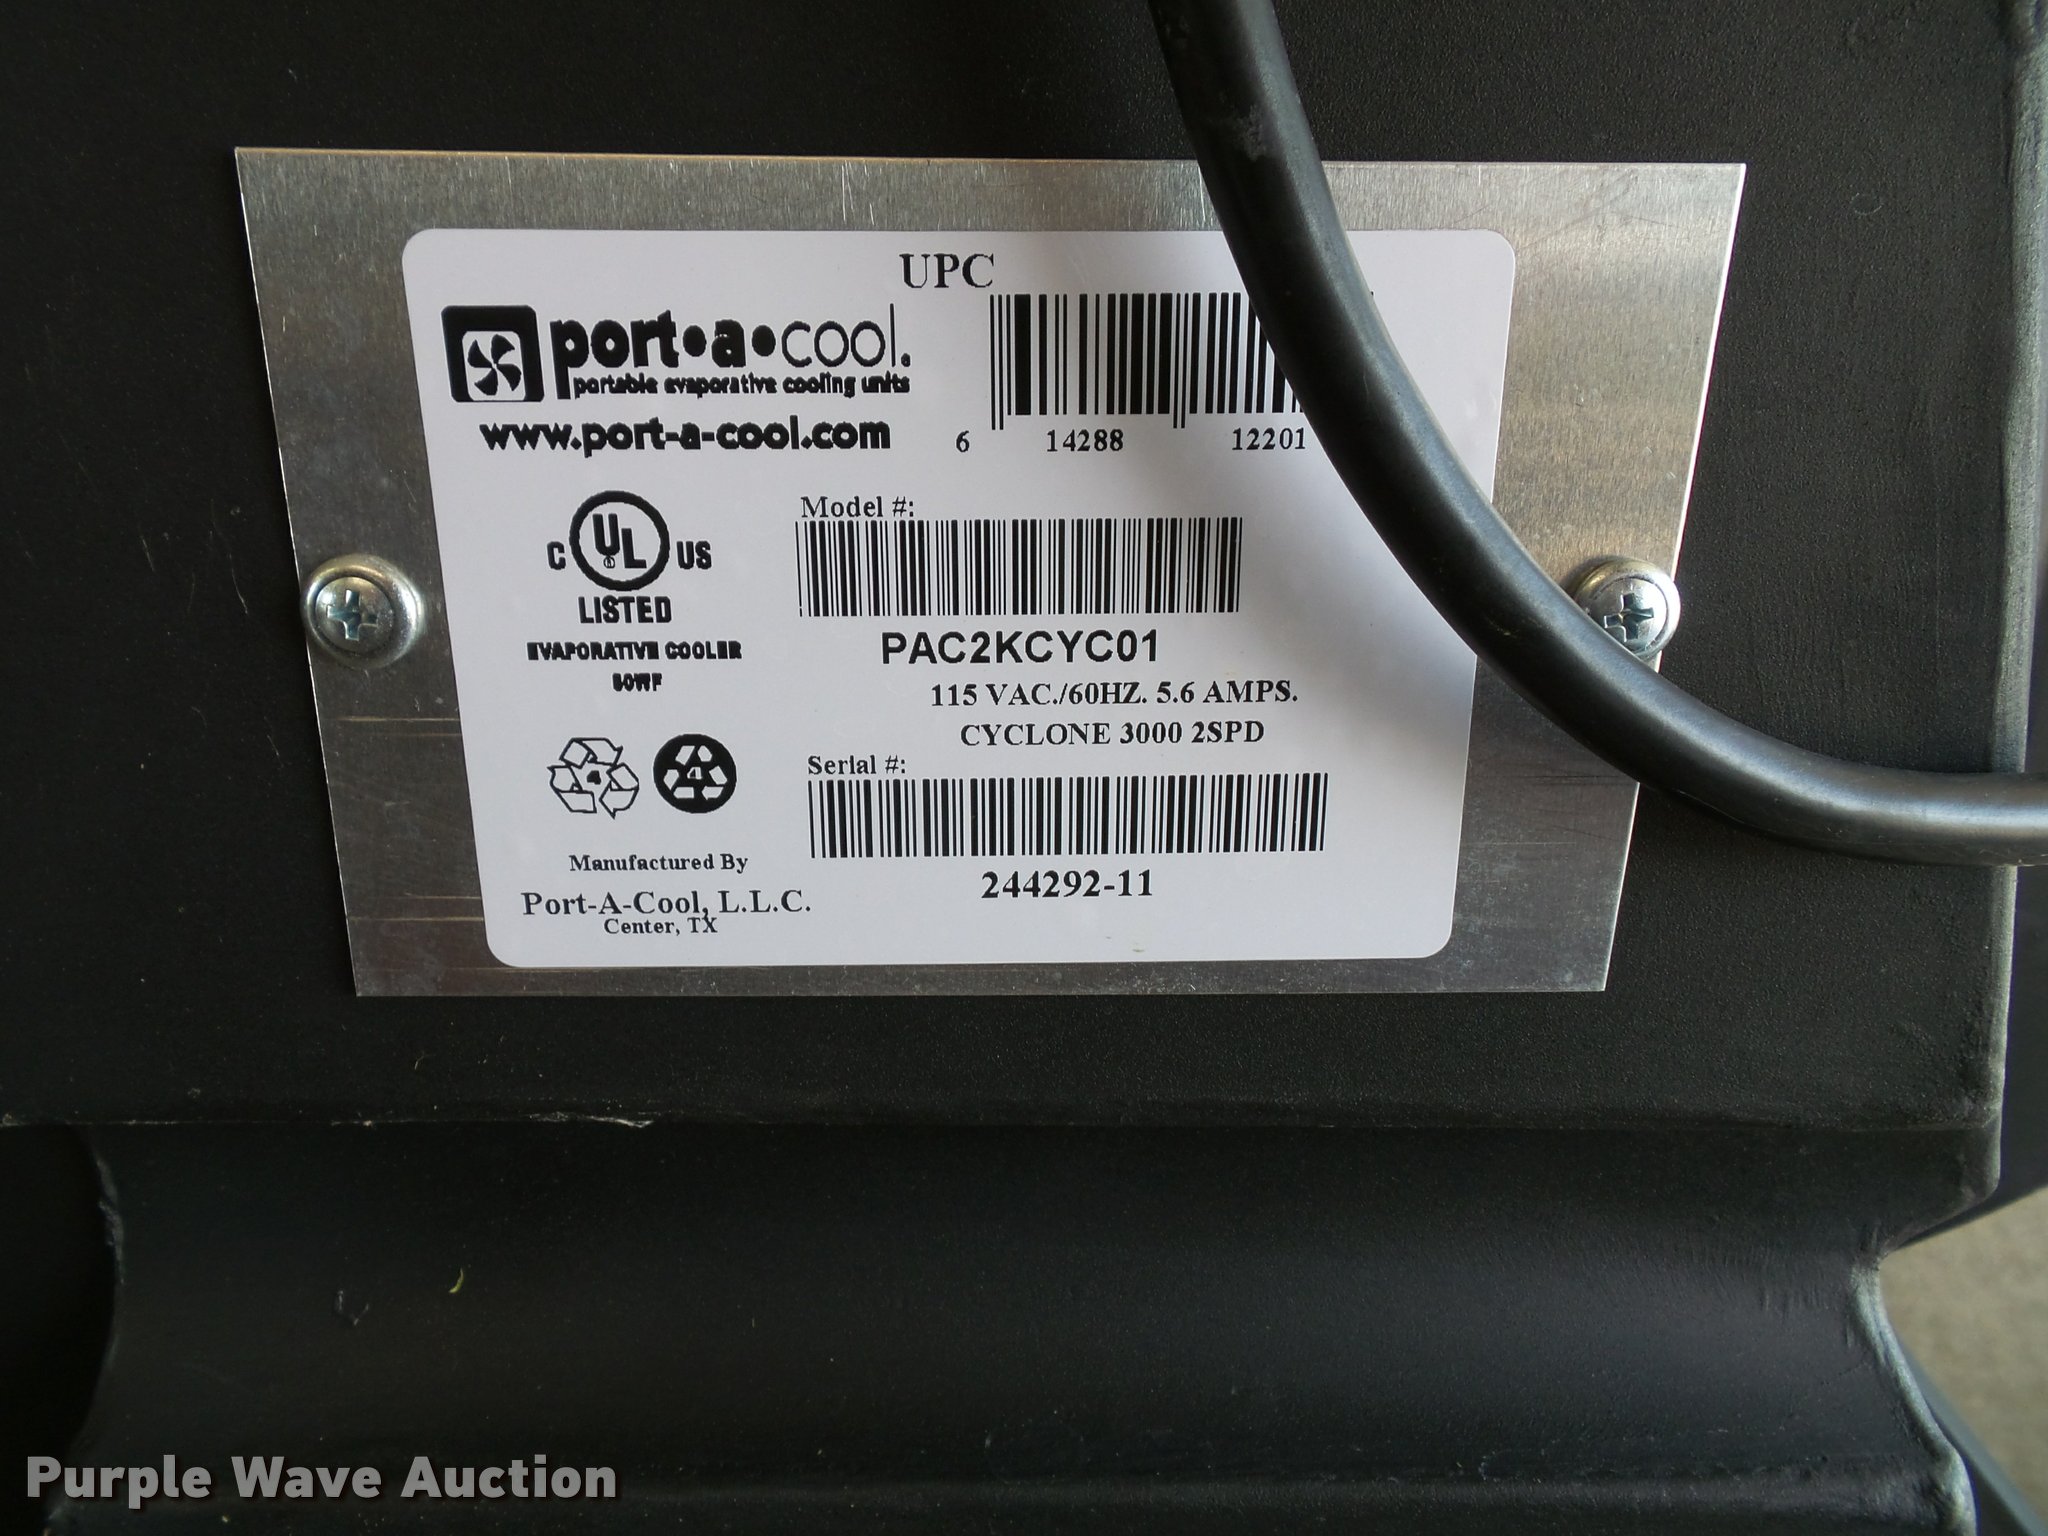 UPC
port•a•cool.
portable evaporative cooling units
www.port-a-cool.com
6 14288 12201
C UL US
LISTED
EVAPORATIVE COOLER
Model #:
PAC2KCYC01
115 VAC./60HZ. 5.6 AMPS.
CYCLONE 3000 2SPD
4 4
Serial #:
244292-11
Manufactured By
Port-A-Cool, L.L.C.
Center, TX
Purple Wave Auction